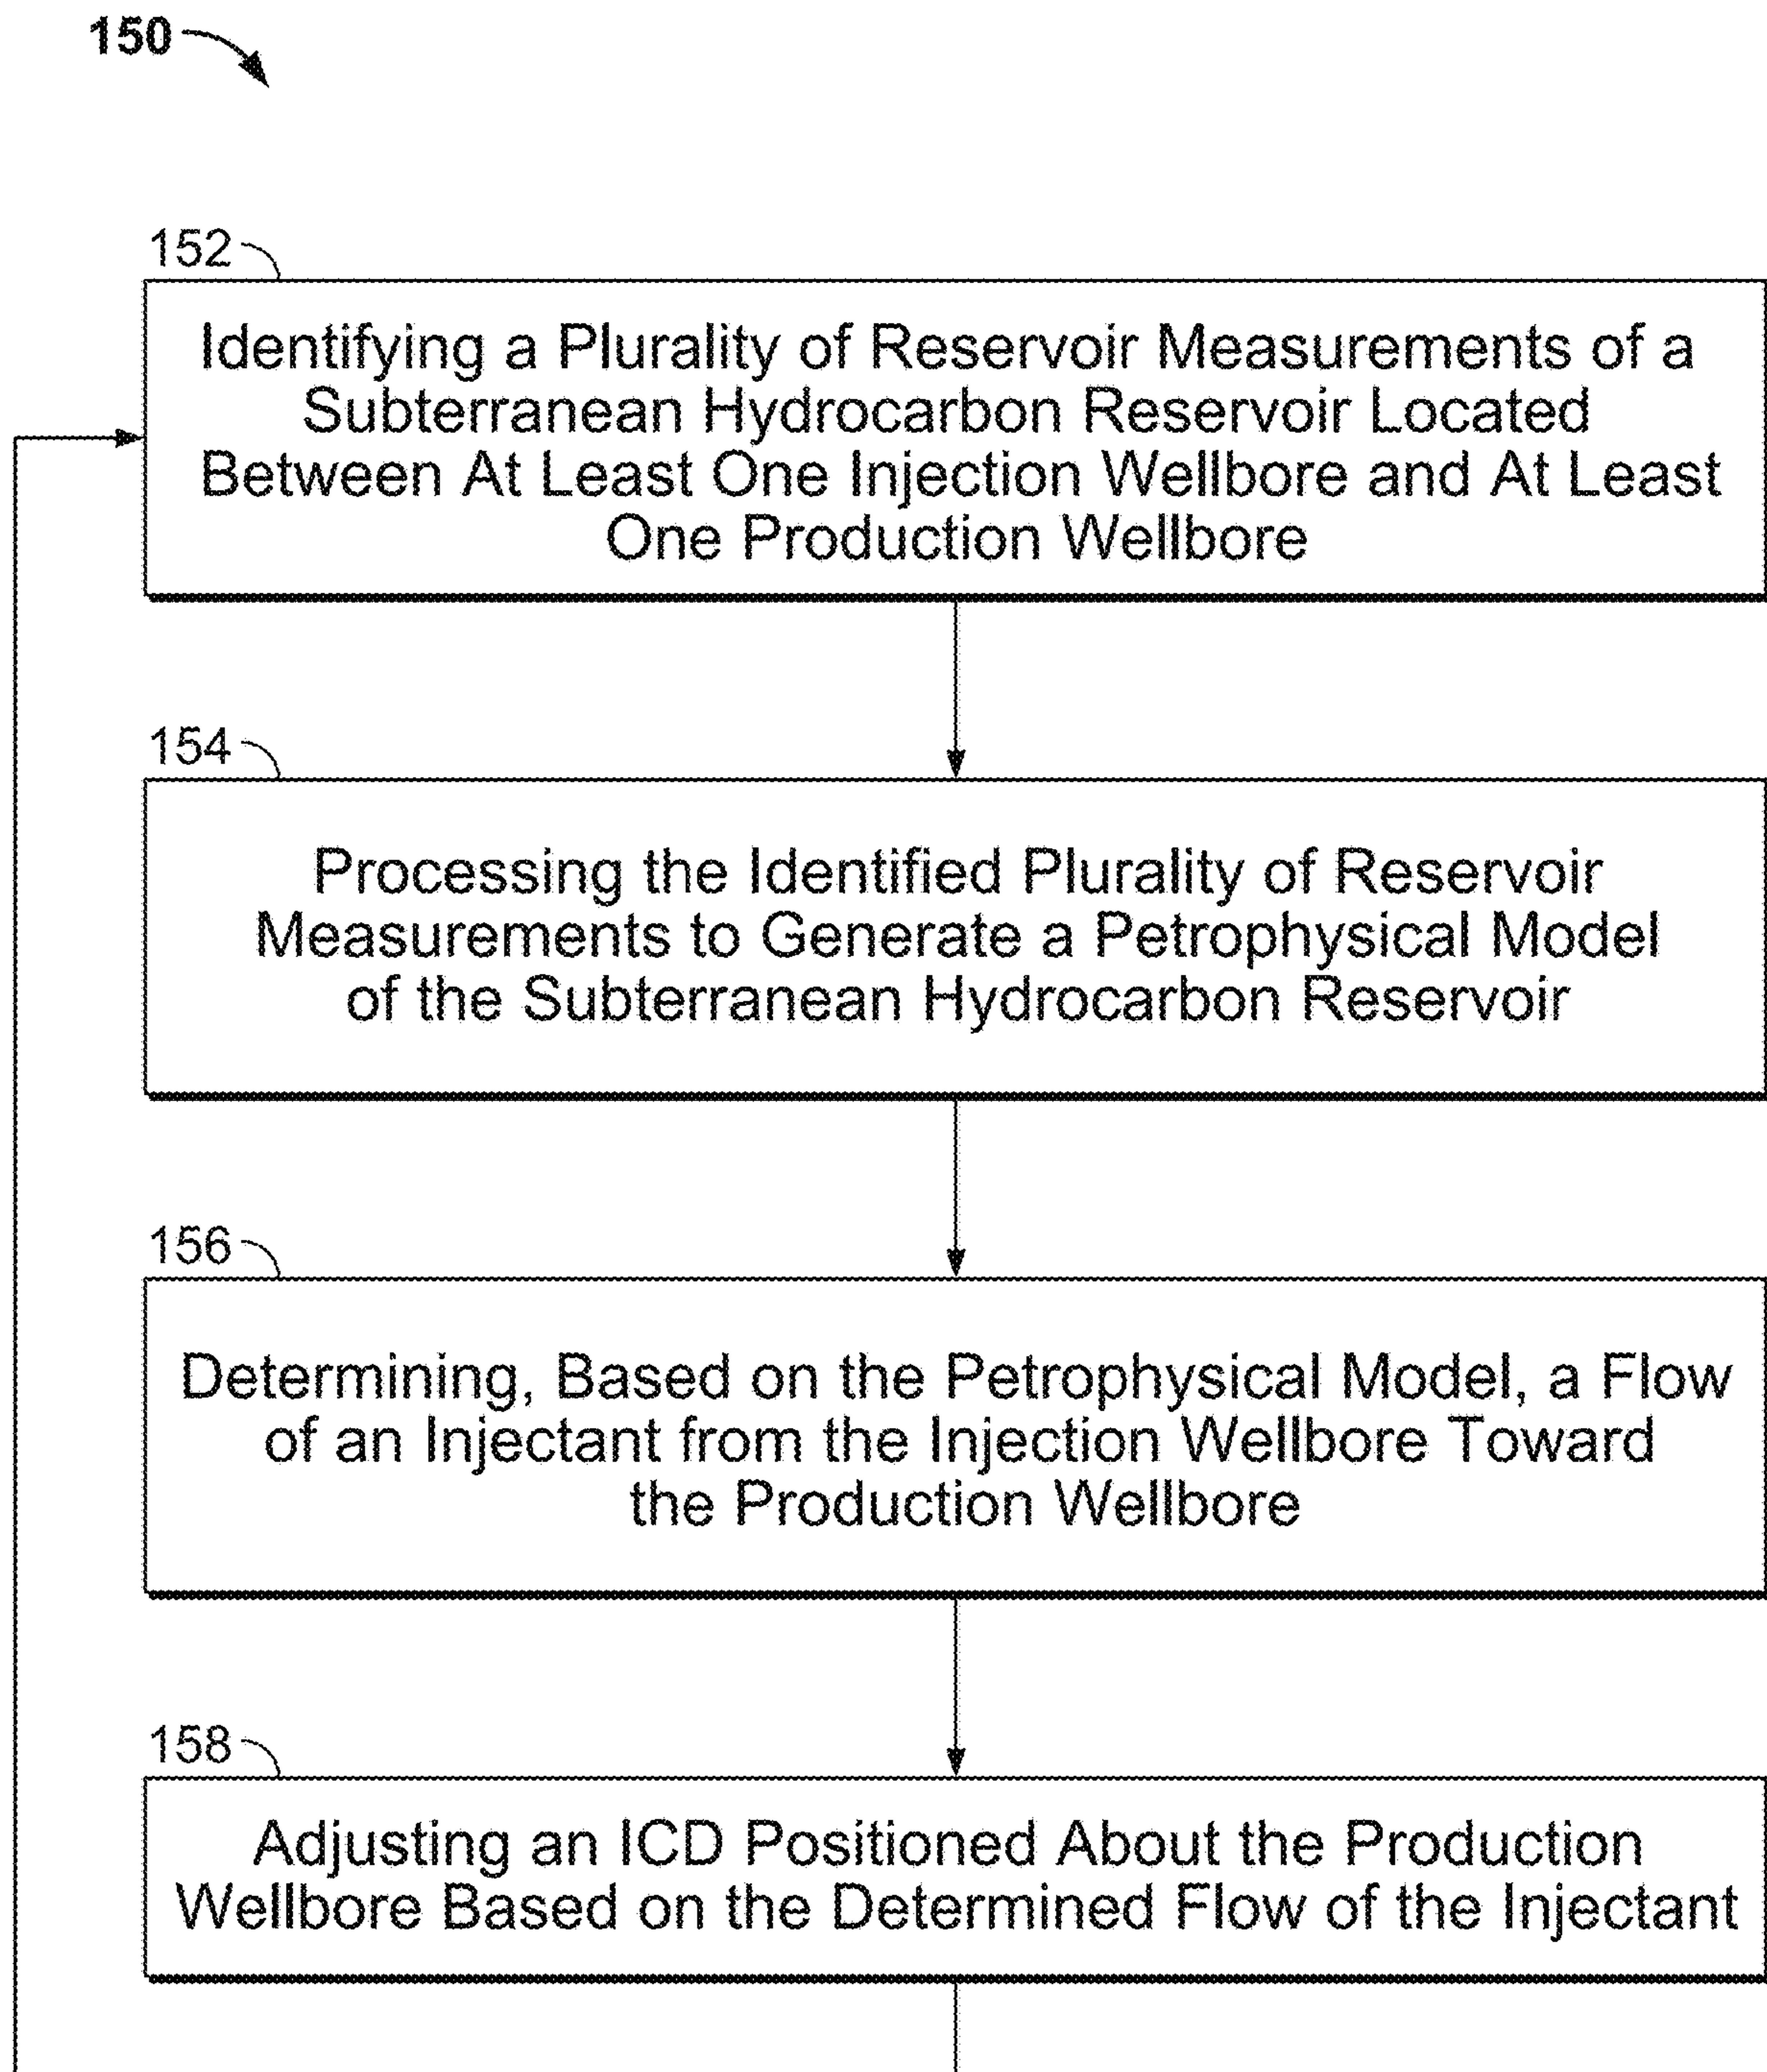 150
152
Identifying a Plurality of Reservoir Measurements of a
Subterranean Hydrocarbon Reservoir Located
Between At Least One Injection Wellbore and At Least
One Production Wellbore
154
Processing the Identified Plurality of Reservoir
Measurements to Generate a Petrophysical Model
of the Subterranean Hydrocarbon Reservoir
156
Determining, Based on the Petrophysical Model, a Flow
of an Injectant from the Injection Wellbore Toward
the Production Wellbore
158
Adjusting an ICD Positioned About the Production
Wellbore Based on the Determined Flow of the Injectant